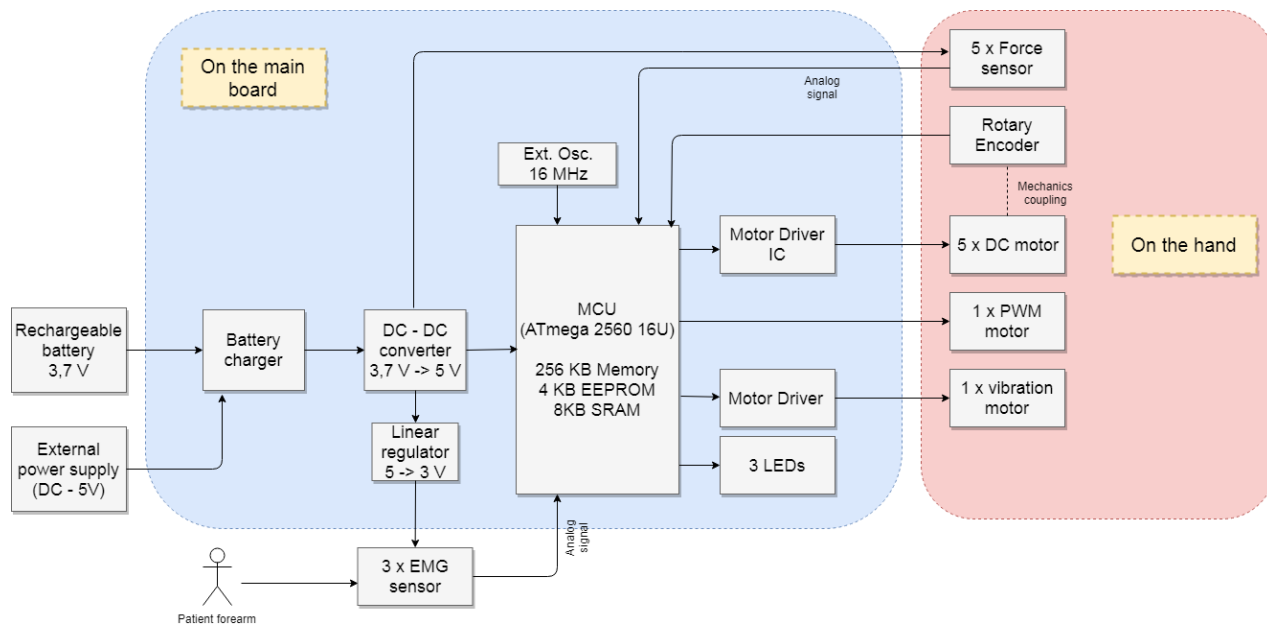 On the main
board
5 x Force
sensor
Analog
signal
Rotary
Encoder
Ext. Osc.
16 MHz
Mechanics
coupling
Motor Driver
IC
5 x DC motor
On the hand
MCU
(ATmega 2560 16U)
256 KB Memory
4 KB EEPROM
8KB SRAM
Rechargeable
battery
3,7 V
Battery
charger
DC - DC
converter
3,7 V -> 5 V
1 x PWM
motor
Motor Driver
1 x vibration
motor
External
power supply
(DC - 5V)
Linear
regulator
5 -> 3 V
3 LEDs
Analog
signal
3 x EMG
sensor
Patient forearm